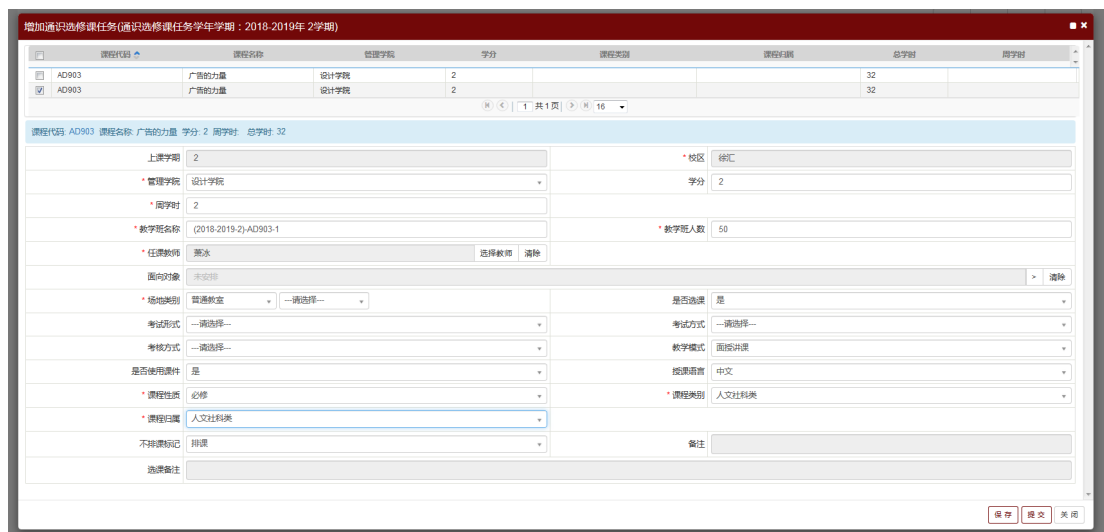 增加通识选修课任务(通识选修课任务学年学期：2018-2019年 2学期)
课程代码 课程名称 管理学院 学分 课程类别 课程归属 总学时 周学时
AD903 广告的力量 设计学院 2 32
AD903 广告的力量 设计学院 2 32
1 共1页 16
课程代码: AD903 课程名称: 广告的力量 学分: 2 周学时: 总学时: 32
上课学期 2 * 校区 徐汇
* 管理学院 设计学院 学分 2
* 周学时 2
* 教学班名称 (2018-2019-2)-AD903-1 * 教学班人数 50
* 任课教师 萧冰 选择教师 清除
面向对象 未安排 > 清除
* 场地类别 普通教室 ---请选择--- 是否选课 是
考试形式 ---请选择--- 考试方式 ---请选择---
考核方式 ---请选择--- 教学模式 面授讲课
是否使用课件 是 授课语言 中文
* 课程性质 必修 * 课程类别 人文社科类
* 课程归属 人文社科类
不排课标记 排课 备注
选课备注
保存 提交 关闭